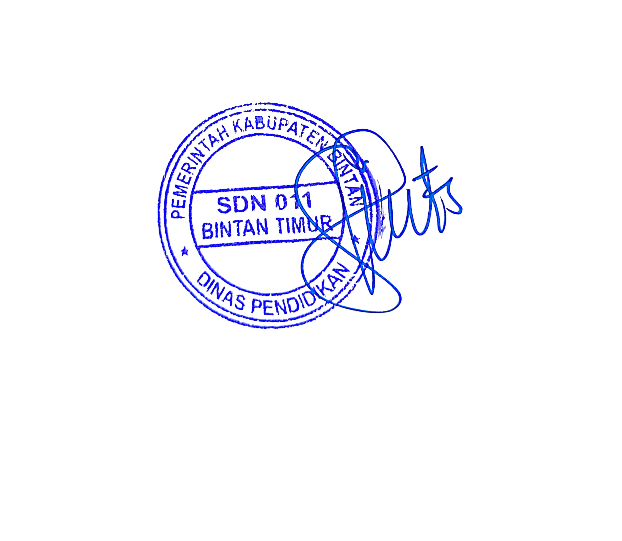 PEMERINTAH KABUPATEN BINTAN
SDN 011
BINTAN TIMUR
DINAS PENDIDIKAN